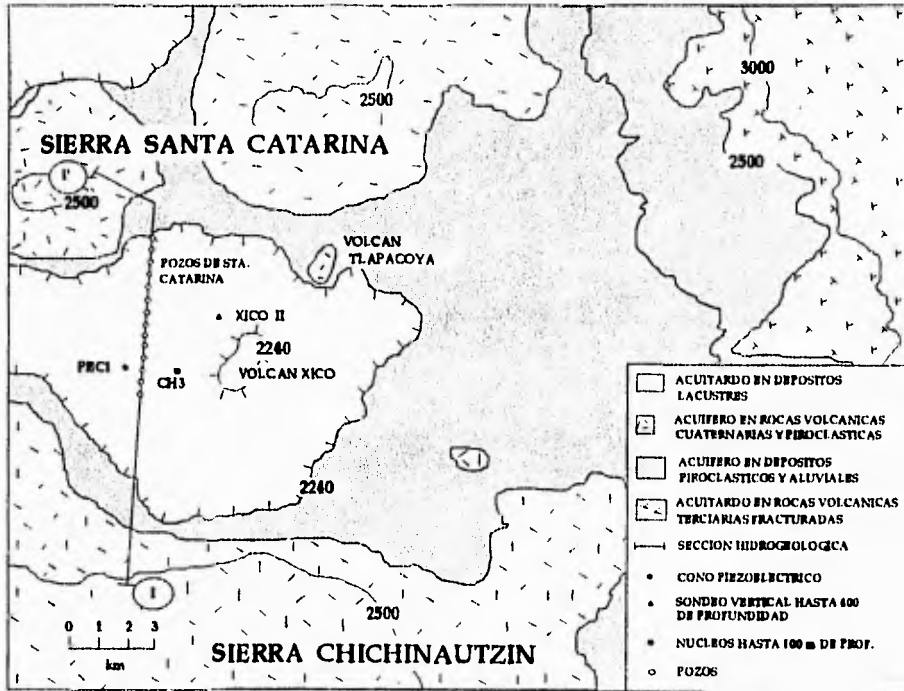 3000
2500
SIERRA SANTA CATARINA
2500
I'
2500
VOLCAN
TLAPACOYA
POZOS DE STA.
CATARINA
XICO II
2240
PEC1
CH3
VOLCAN XICO
2240
ACUITARDO EN DEPOSITOS
LACUSTRES
ACUIFERO EN ROCAS VOLCANICAS
CUATERNARIAS Y PIROCLASTICAS
ACUIFERO EN DEPOSITOS
PIROCLASTICOS Y ALUVIALES
ACUITARDO EN ROCAS VOLCANICAS
TERCIARIAS FRACTURADAS
SECCION HIDROGEOLOGICA
CONO PIEZOELECTRICO
SONDEO VERTICAL HASTA 400
DE PROFUNDIDAD
NUCLEOS HASTA 100 m DE PROF.
POZOS
I
2500
0 1 2 3
km
SIERRA CHICHINAUTZIN